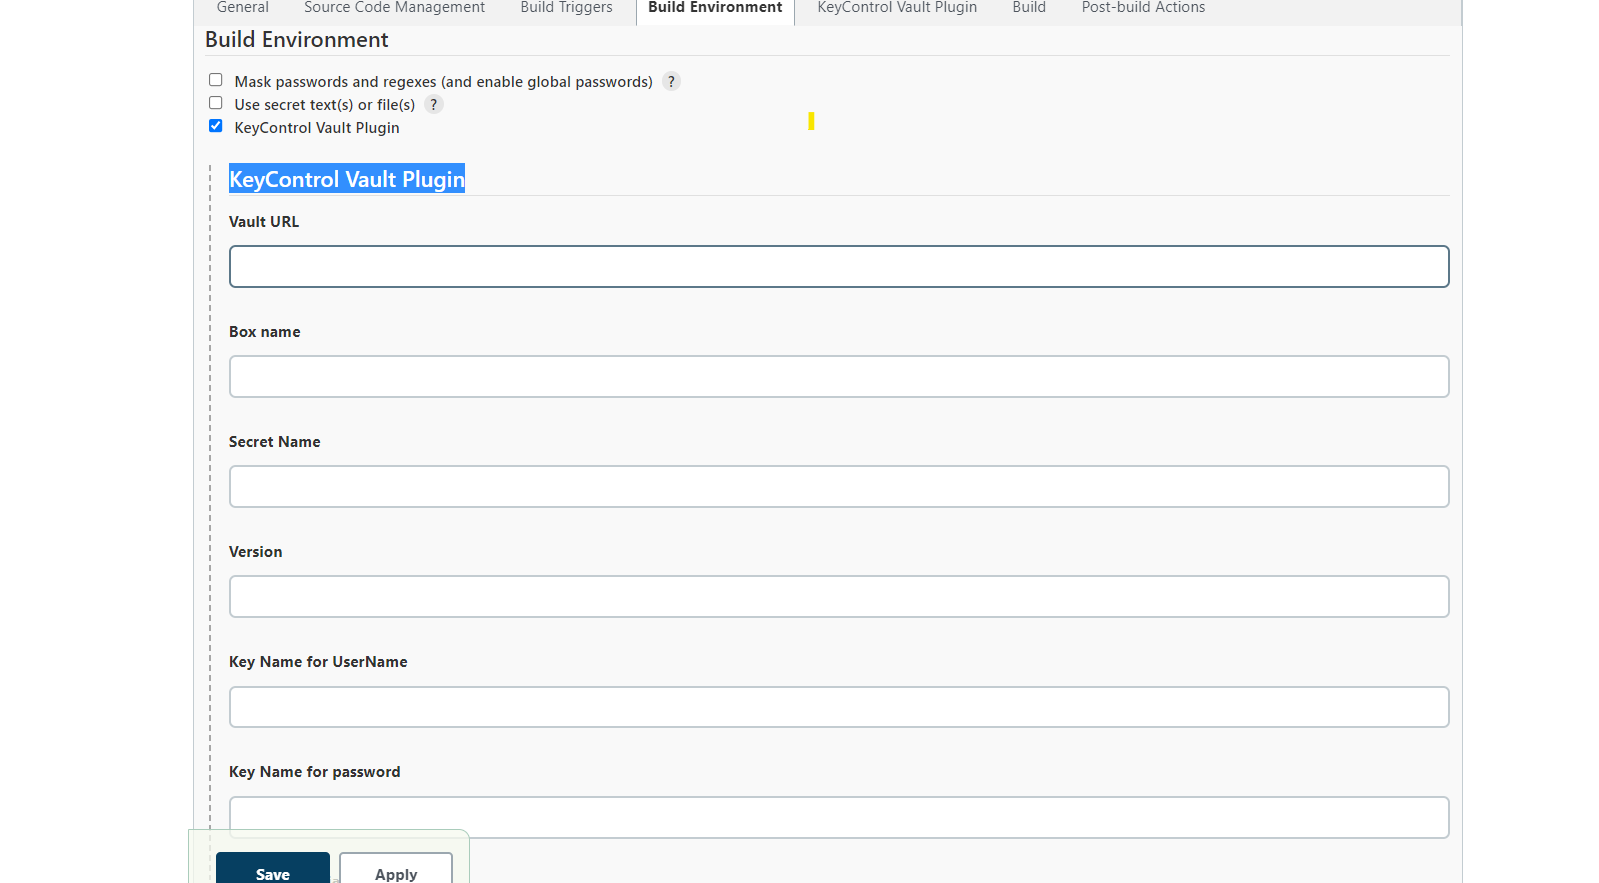 General Source Code Management Build Triggers Build Environment KeyControl Vault Plugin Build Post-build Actions
Build Environment
Mask passwords and regexes (and enable global passwords) ?
Use secret text(s) or file(s) ?
KeyControl Vault Plugin
KeyControl Vault Plugin
Vault URL
Box name
Secret Name
Version
Key Name for UserName
Key Name for password
Save Apply